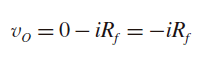 v_o = 0 − iR_f = −iR_f